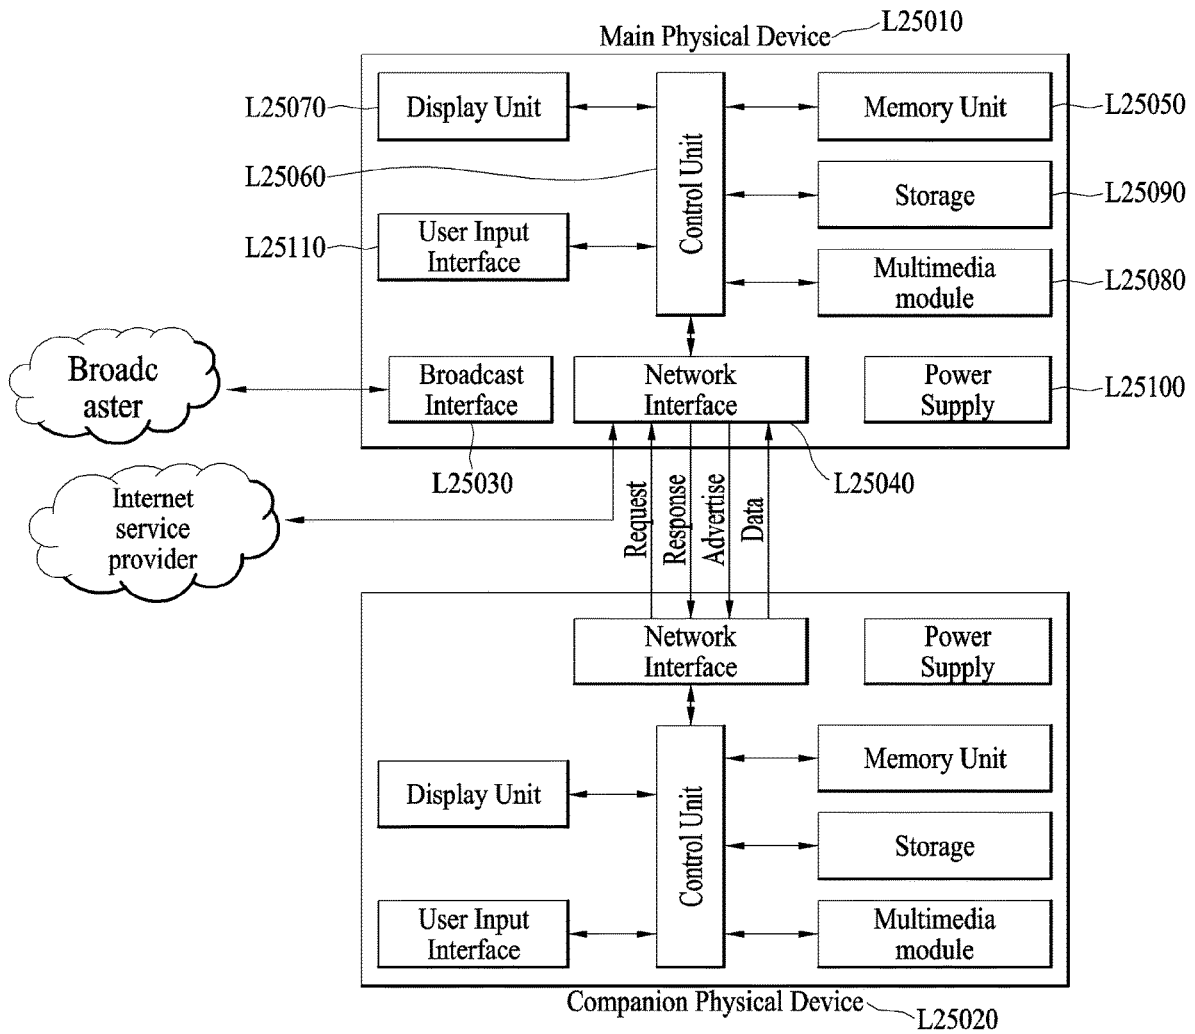 Main Physical Device
L25010
L25070
Display Unit
Control Unit
Memory Unit
L25050
L25060
Storage
L25090
L25110
User Input
Interface
Multimedia
module
L25080
Broadc
aster
Broadcast
Interface
Network
Interface
Power
Supply
L25100
L25030
L25040
Internet
service
provider
Request
Response
Advertise
Data
Network
Interface
Power
Supply
Display Unit
Control Unit
Memory Unit
Storage
User Input
Interface
Multimedia
module
Companion Physical Device
L25020